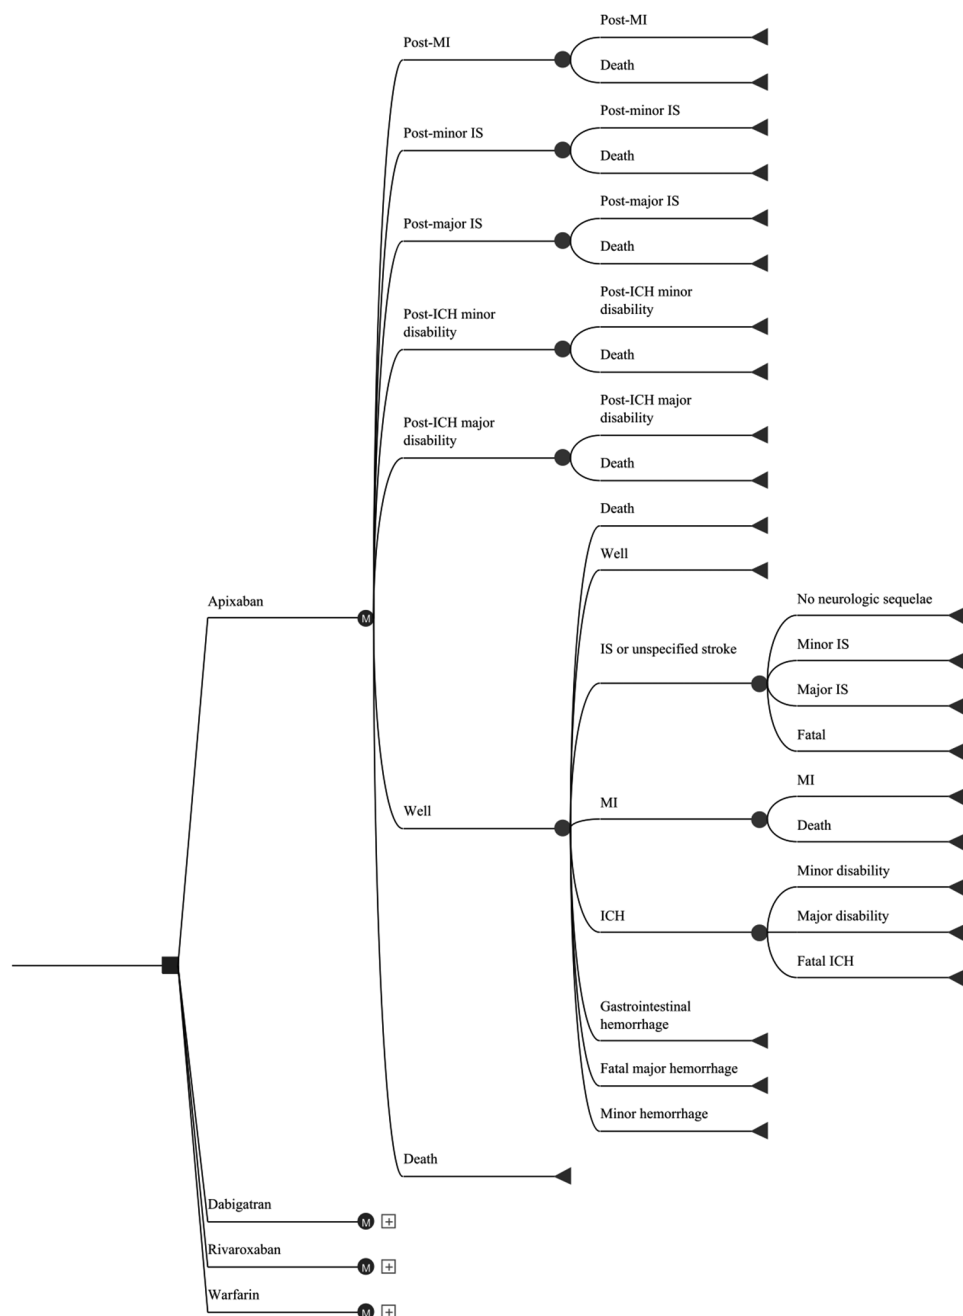 Post-MI
Post-MI
Death
Post-minor IS
Post-minor IS
Death
Post-major IS
Post-major IS
Death
Post-ICH minor
disability
Post-ICH minor
disability
Death
Post-ICH major
disability
Post-ICH major
disability
Death
Death
Well
Apixaban
M
No neurologic sequelae
IS or unspecified stroke
Minor IS
Major IS
Fatal
Well
MI
MI
Death
Minor disability
ICH
Major disability
Fatal ICH
Gastrointestinal
hemorrhage
Fatal major hemorrhage
Minor hemorrhage
Death
Dabigatran
M
Rivaroxaban
M
Warfarin
M